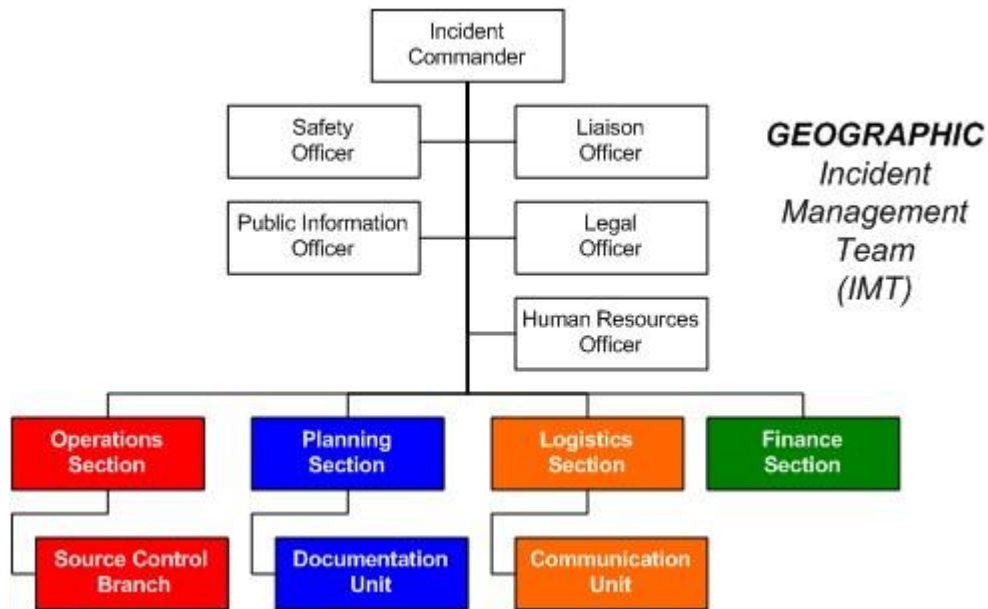 Incident
Commander
Safety
Officer
Liaison
Officer
GEOGRAPHIC
Incident
Management
Team
(IMT)
Public Information
Officer
Legal
Officer
Human Resources
Officer
Operations
Section
Planning
Section
Logistics
Section
Finance
Section
Source Control
Branch
Documentation
Unit
Communication
Unit